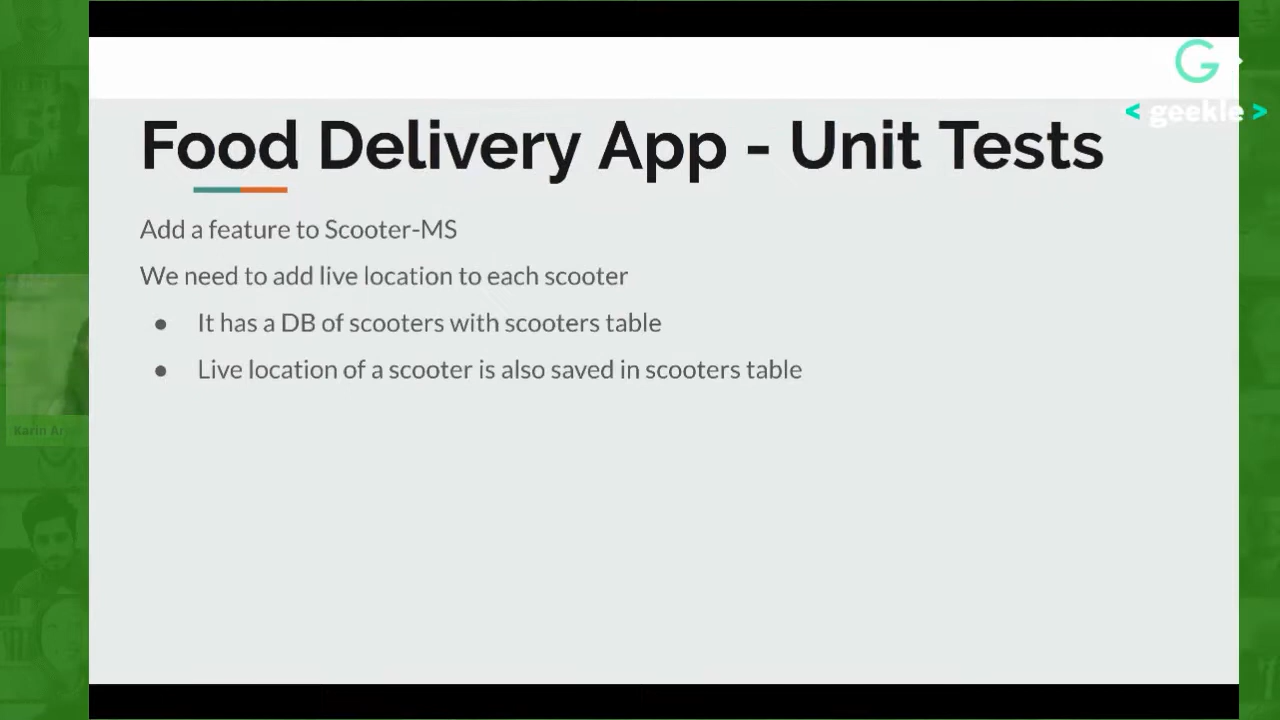 Food Delivery App - Unit Tests
< geekle >
Add a feature to Scooter-MS
We need to add live location to each scooter
● It has a DB of scooters with scooters table
● Live location of a scooter is also saved in scooters table
Karin